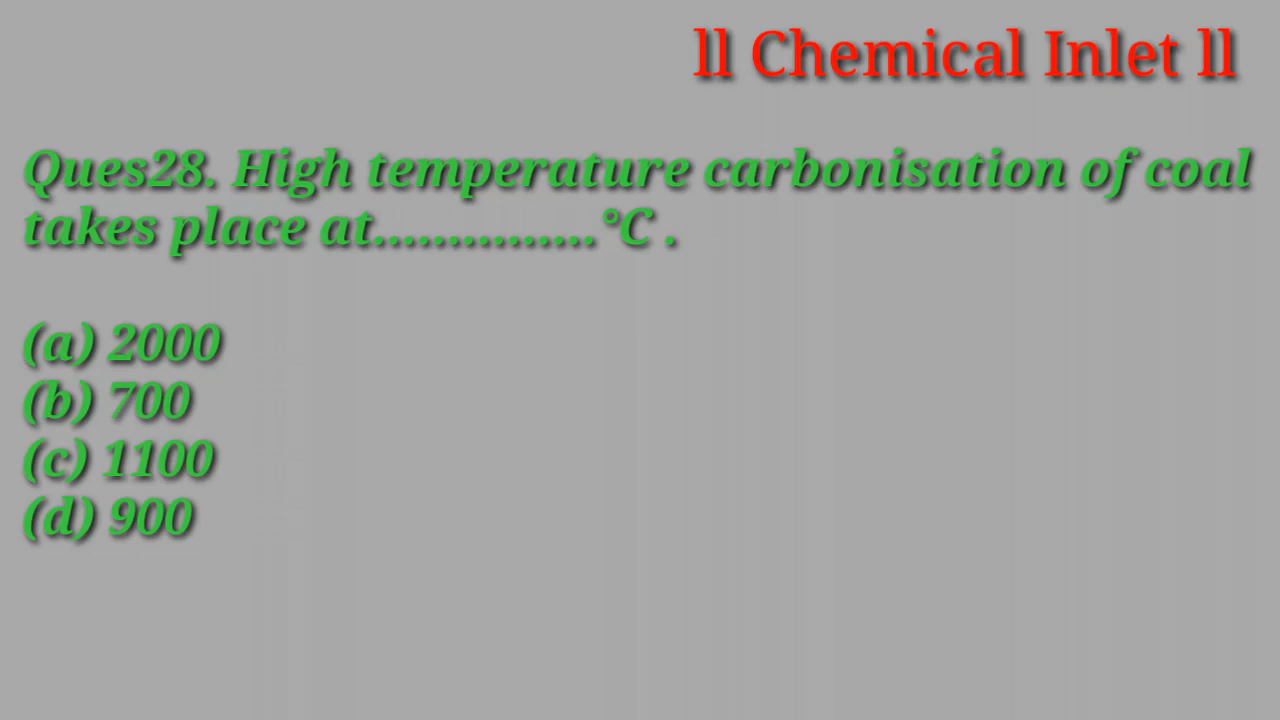 ll Chemical Inlet ll
Ques28. High temperature carbonisation of coal
takes place at...............°C .
(a) 2000
(b) 700
(c) 1100
(d) 900